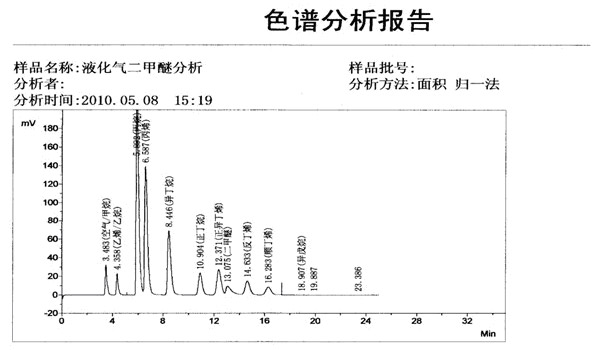 色谱分析报告
样品名称:液化气二甲醚分析
样品批号:
分析者:
分析方法:面积 归一法
分析时间:2010.05.08 15:19
mV
180
160
140
120
100
80
60
40
20
0
-20
5.892(丙烷)
6.587(丙烯)
3.483(空气/甲烷)
4.358(乙烯/乙烷)
8.446(异丁烷)
10.904(正丁烷)
12.371(正异丁烯)
13.075(二甲醚)
14.633(反丁烯)
16.283(顺丁烯)
18.907(异戊烷)
19.887
23.386
0 4 8 12 16 20 24 28 32
Min